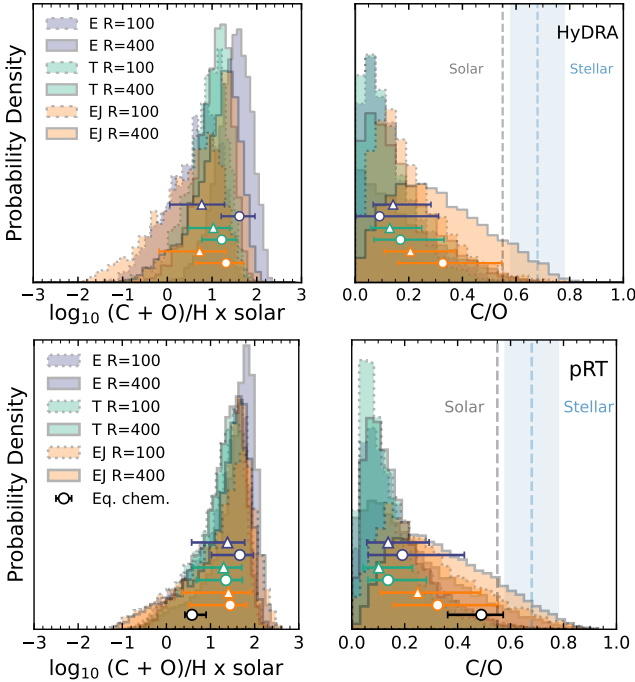 E R=100
E R=400
T R=100
T R=400
EJ R=100
EJ R=400
Probability Density
−3 −2 −1 0 1 2 3
log₁₀ (C + O)/H x solar
HyDRA
Solar
Stellar
0.0 0.2 0.4 0.6 0.8 1.0
C/O
E R=100
E R=400
T R=100
T R=400
EJ R=100
EJ R=400
Eq. chem.
Probability Density
−3 −2 −1 0 1 2 3
log₁₀ (C + O)/H x solar
pRT
Solar
Stellar
0.0 0.2 0.4 0.6 0.8 1.0
C/O